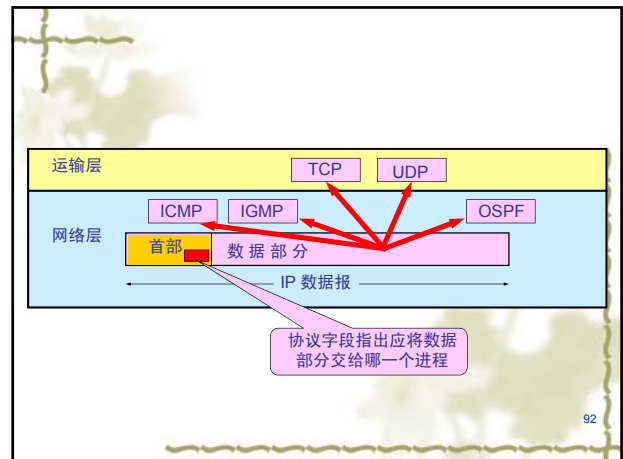 运输层
TCP
UDP
ICMP
IGMP
OSPF
网络层
首部
数 据 部 分
IP 数据报
协议字段指出应将数据
部分交给哪一个进程
92